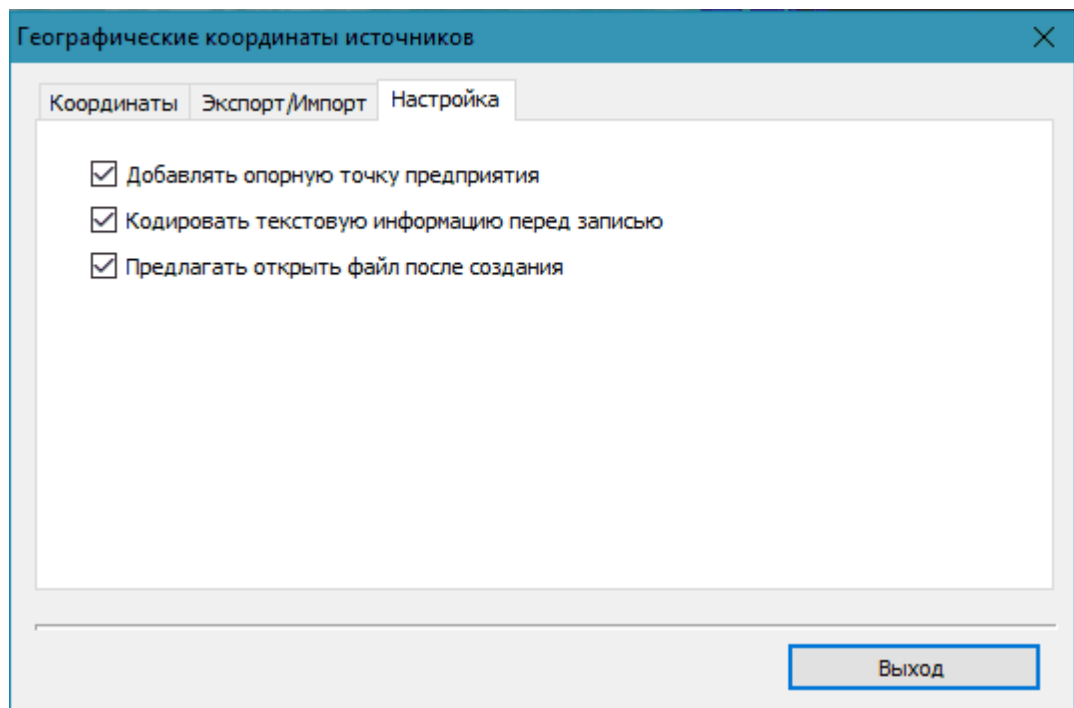 Географические координаты источников
Координаты Экспорт/Импорт Настройка
Добавлять опорную точку предприятия
Кодировать текстовую информацию перед записью
Предлагать открыть файл после создания
Выход